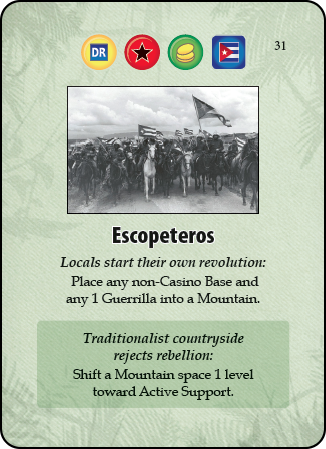 DR
31
Escopeteros
Locals start their own revolution:
Place any non-Casino Base and
any 1 Guerrilla into a Mountain.
Traditionalist countryside
rejects rebellion:
Shift a Mountain space 1 level
toward Active Support.